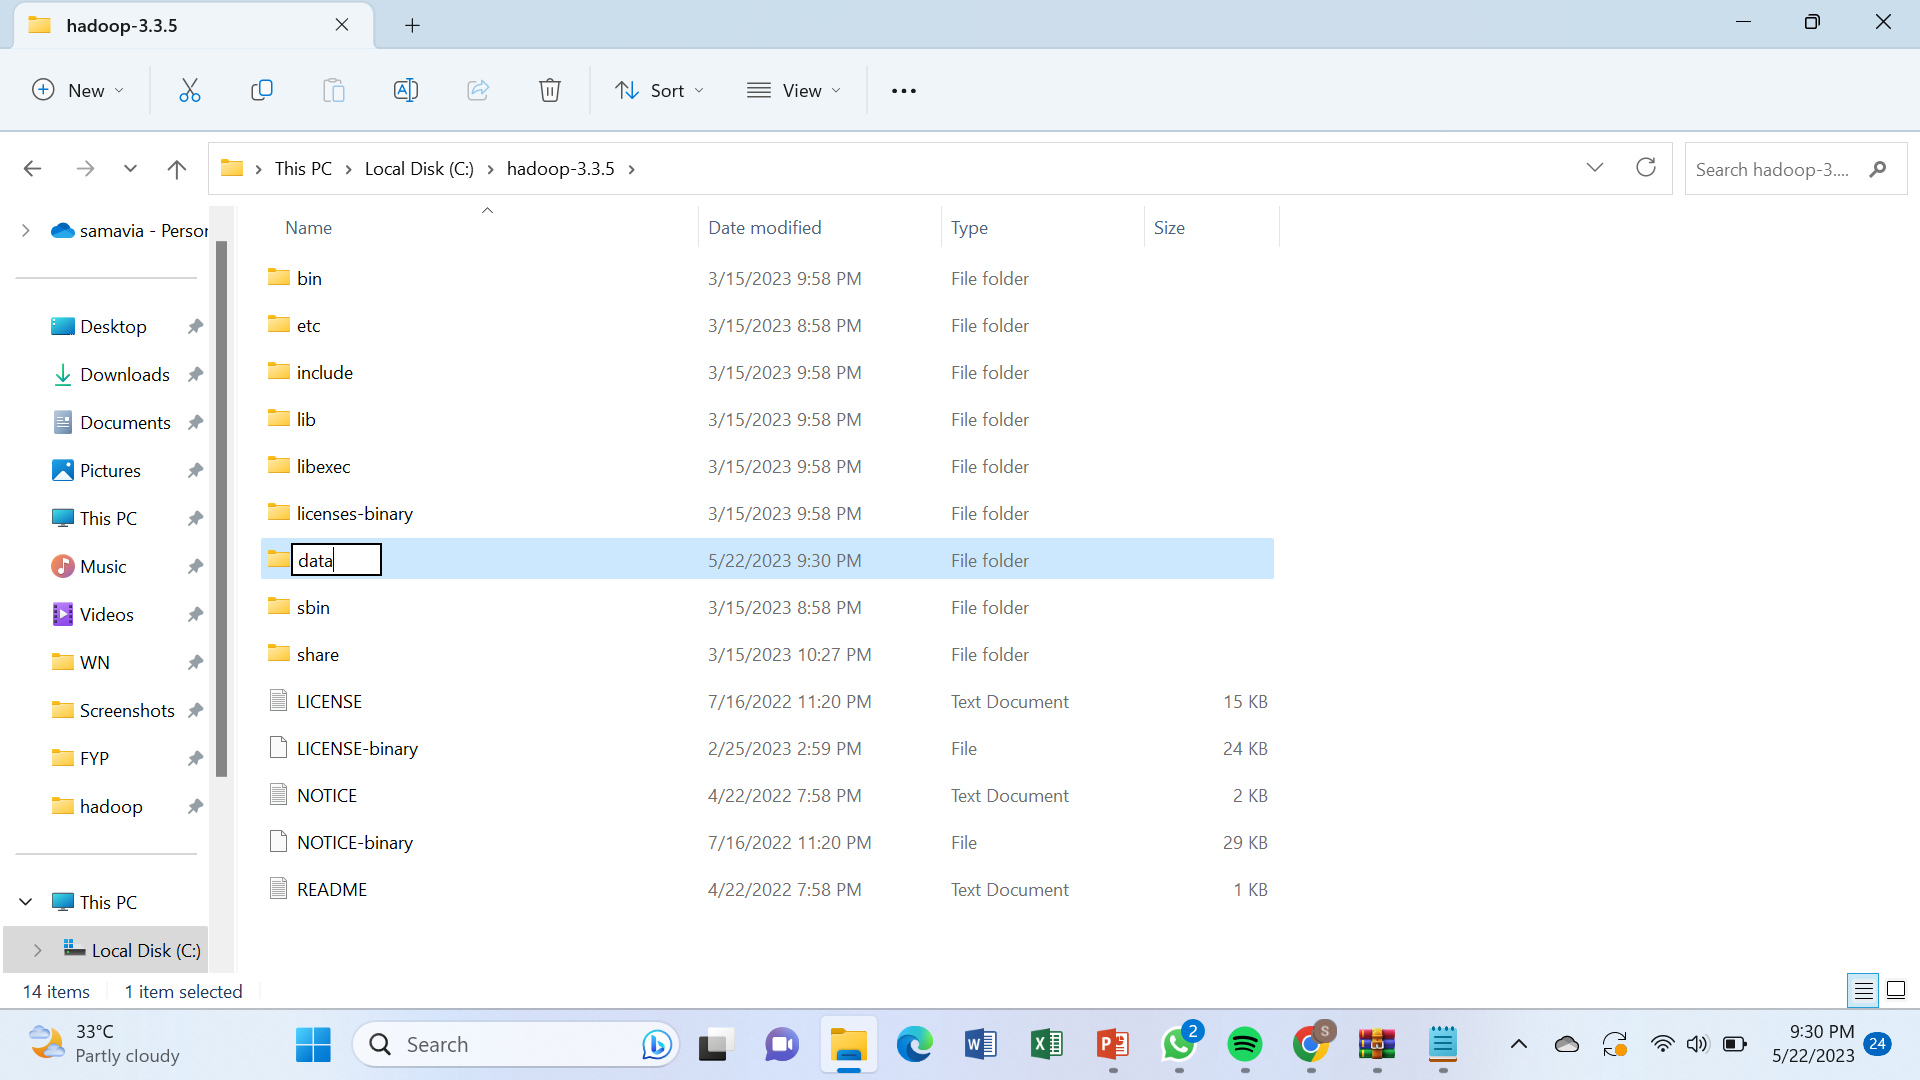 hadoop-3.3.5
New
Sort
View
This PC
Local Disk (C:)
hadoop-3.3.5
Search hadoop-3....
samavia - Person
Desktop
Downloads
Documents
Pictures
This PC
Music
Videos
WN
Screenshots
FYP
hadoop
This PC
Local Disk (C:)
Name Date modified Type Size
bin 3/15/2023 9:58 PM File folder
etc 3/15/2023 8:58 PM File folder
include 3/15/2023 9:58 PM File folder
lib 3/15/2023 9:58 PM File folder
libexec 3/15/2023 9:58 PM File folder
licenses-binary 3/15/2023 9:58 PM File folder
data 5/22/2023 9:30 PM File folder
sbin 3/15/2023 8:58 PM File folder
share 3/15/2023 10:27 PM File folder
LICENSE 7/16/2022 11:20 PM Text Document 15 KB
LICENSE-binary 2/25/2023 2:59 PM File 24 KB
NOTICE 4/22/2022 7:58 PM Text Document 2 KB
NOTICE-binary 7/16/2022 11:20 PM File 29 KB
README 4/22/2022 7:58 PM Text Document 1 KB
14 items 1 item selected
33°C
Partly cloudy
Search
2
S
9:30 PM
5/22/2023
24